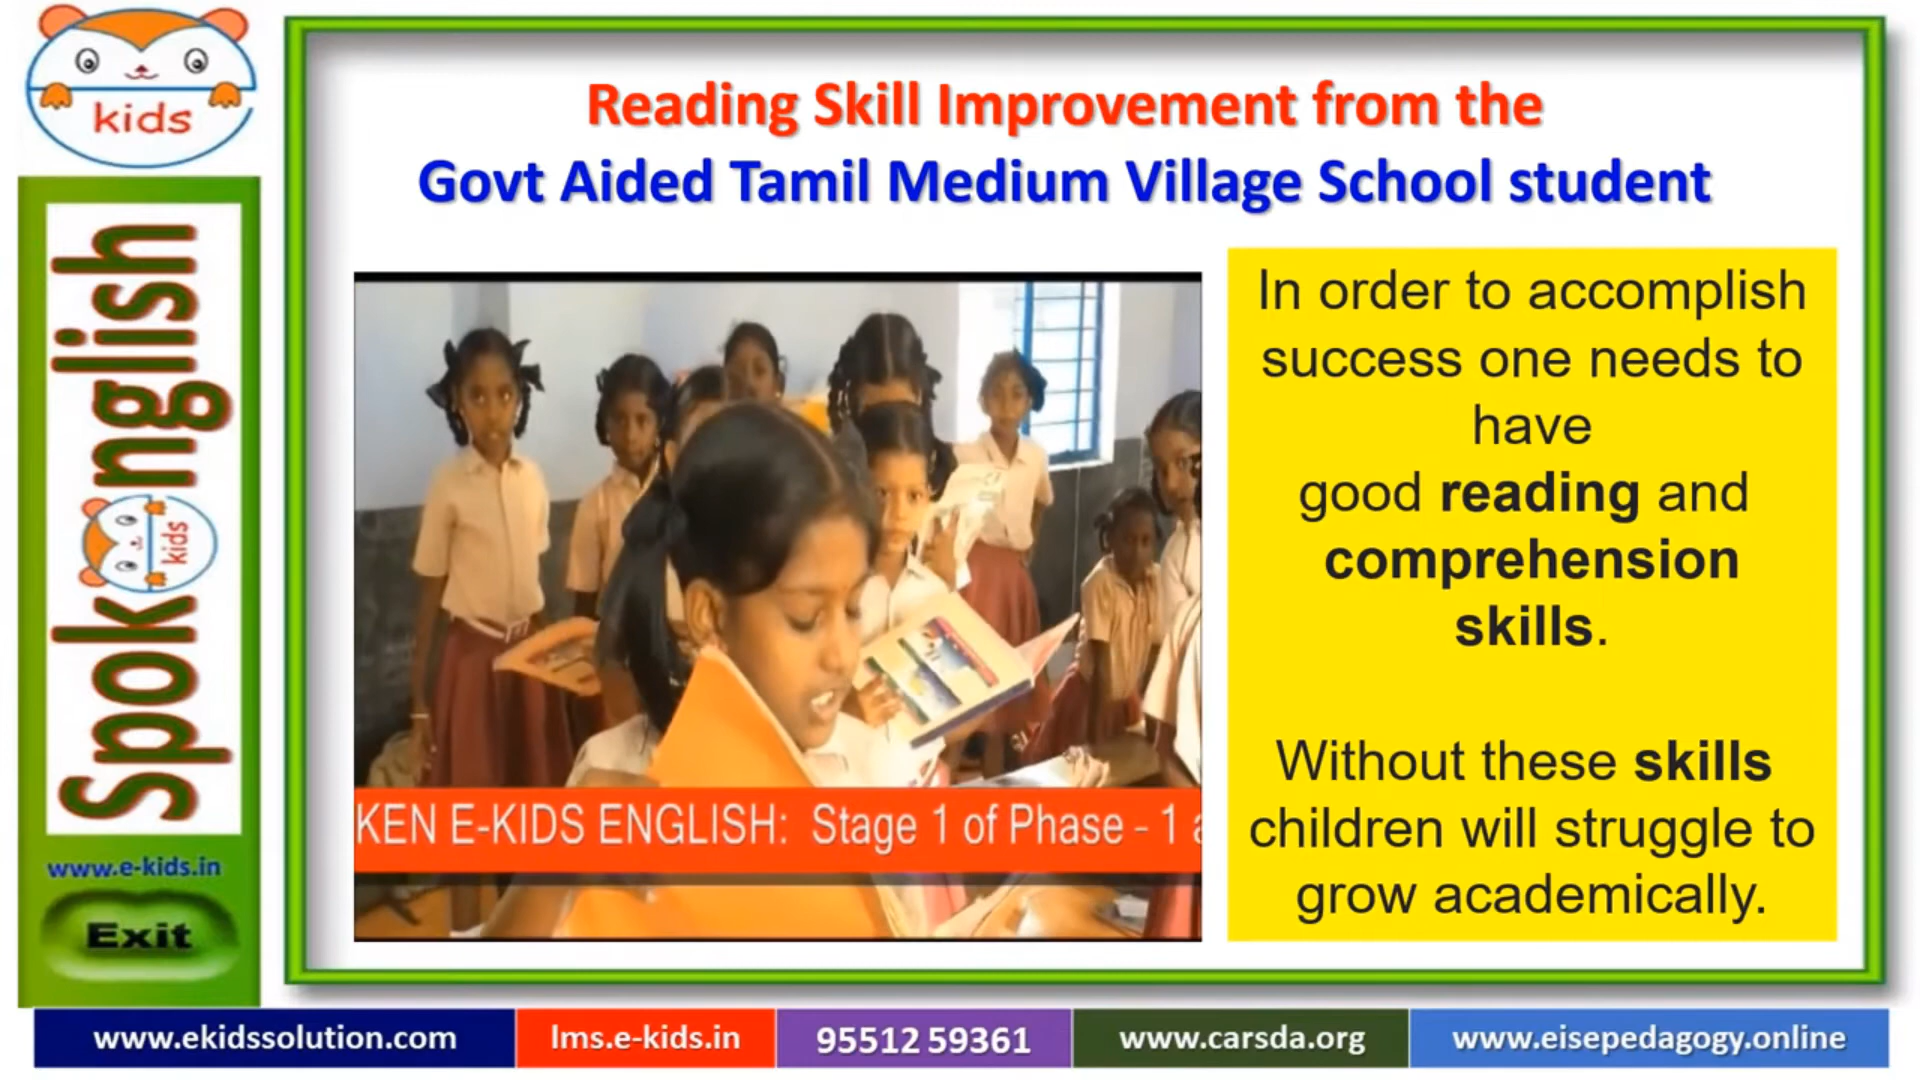 kids
Reading Skill Improvement from the
Govt Aided Tamil Medium Village School student
Spok nglish
kids
www.e-kids.in
Exit
KEN E-KIDS ENGLISH: Stage 1 of Phase - 1 a
In order to accomplish
success one needs to
have
good reading and
comprehension
skills.
Without these skills
children will struggle to
grow academically.
www.ekidssolution.com
lms.e-kids.in
95512 59361
www.carsda.org
www.eisepedagogy.online